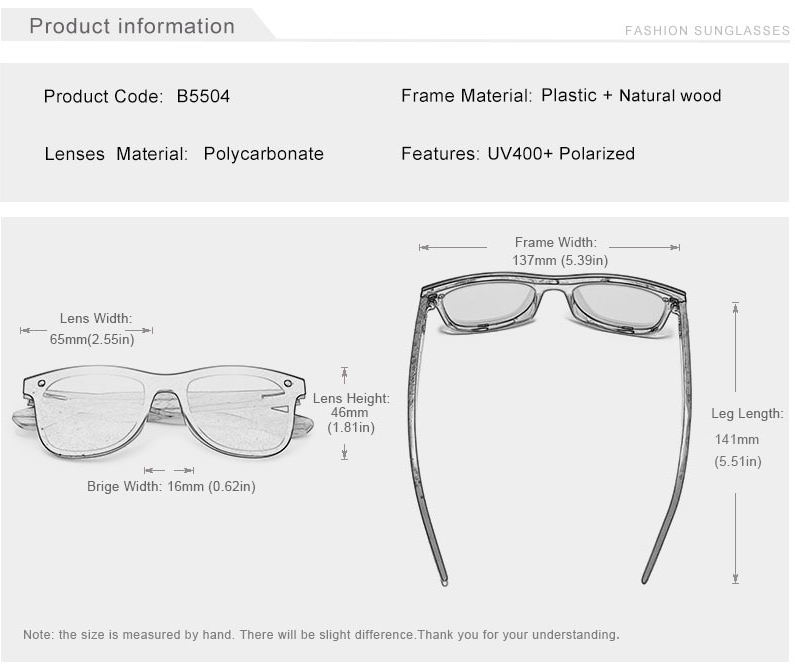 Product information
FASHION SUNGLASSES
Product Code: B5504
Frame Material: Plastic + Natural wood
Lenses Material: Polycarbonate
Features: UV400+ Polarized
Frame Width:
137mm (5.39in)
Lens Width:
65mm(2.55in)
Lens Height:
46mm
(1.81in)
Leg Length:
141mm
(5.51in)
Brige Width: 16mm (0.62in)
Note: the size is measured by hand. There will be slight difference.Thank you for your understanding.